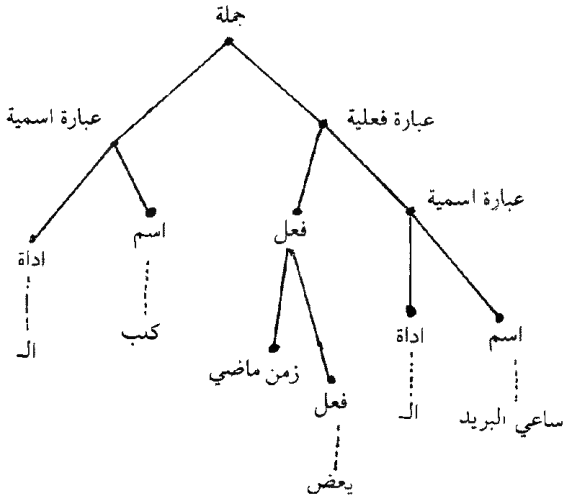 جملة
عبارة اسمية
عبارة فعلية
عبارة اسمية
اسم
فعل
اداة
اداة
اسم
الـ
كلب
زمن ماضي
فعل
الـ
ساعي البريد
يعض